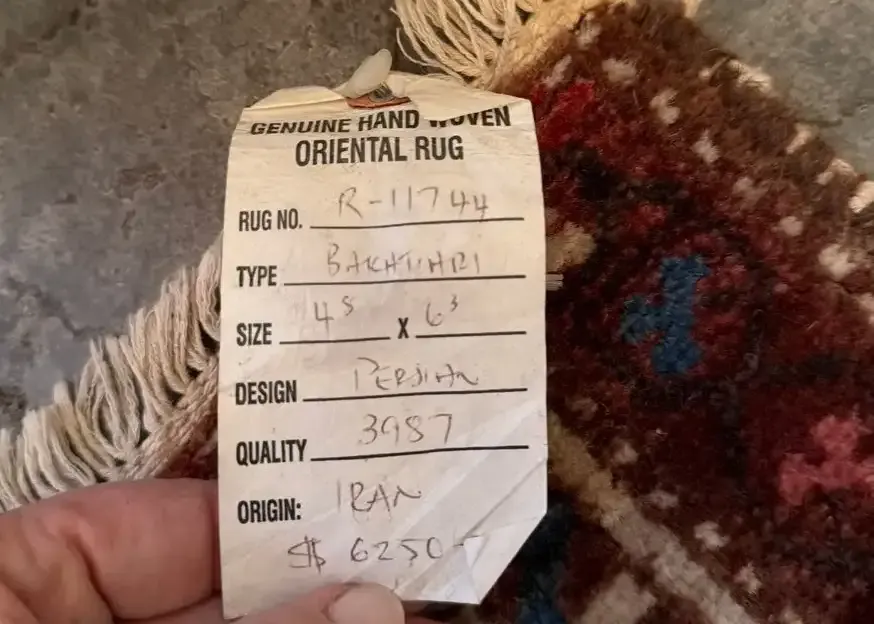 GENUINE HAND WOVEN
ORIENTAL RUG
RUG NO. R-11744
TYPE BAKHTIARI
SIZE 4⁵ X 6³
DESIGN PERSIAN
QUALITY 3987
ORIGIN: IRAN
S$ 6250-